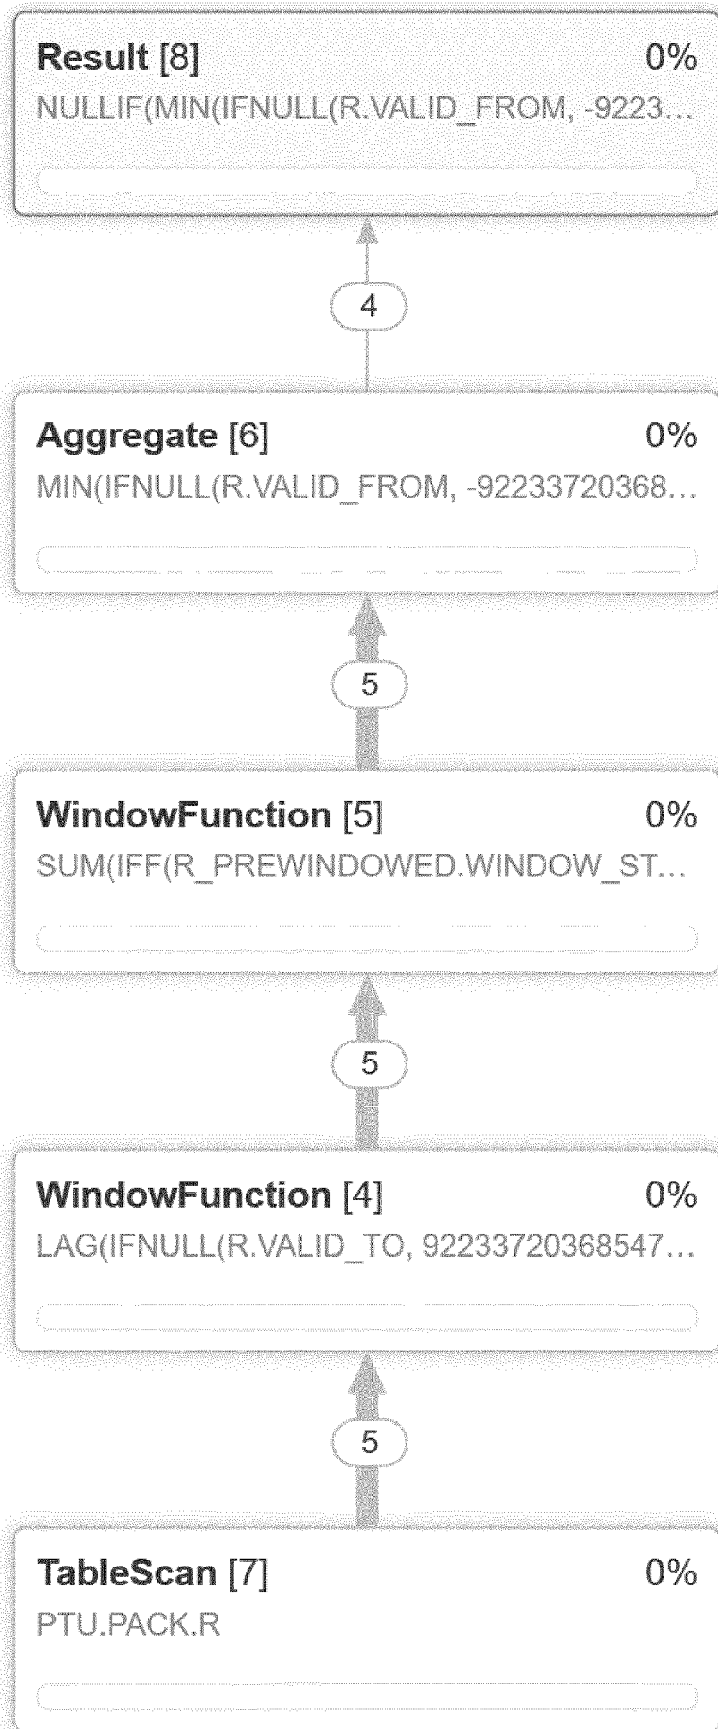 Result [8] 0%
NULLIF(MIN(IFNULL(R.VALID_FROM, -9223...
4
Aggregate [6] 0%
MIN(IFNULL(R.VALID_FROM, -92233720368...
5
WindowFunction [5] 0%
SUM(IFF(R_PREWINDOWED.WINDOW_ST...
5
WindowFunction [4] 0%
LAG(IFNULL(R.VALID_TO, 92233720368547...
5
TableScan [7] 0%
PTU.PACK.R